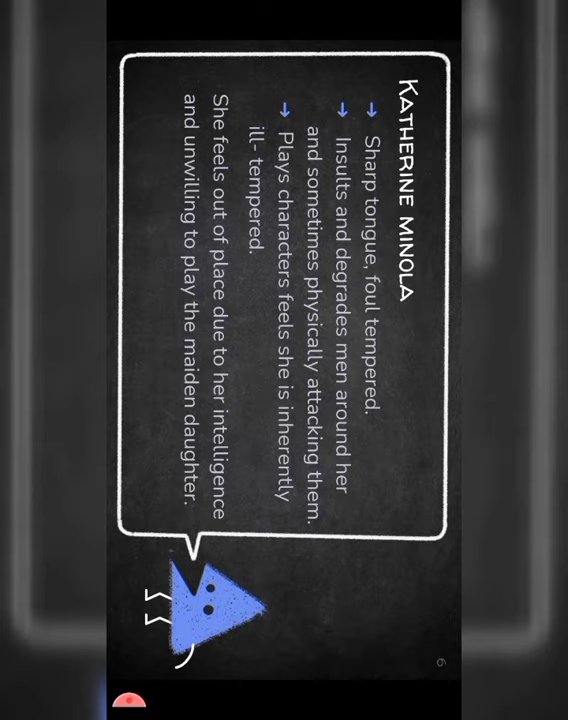 KATHERINE MINOLA
→ Sharp tongue, foul tempered.
→ Insults and degrades men around her
and sometimes physically attacking them.
→ Plays characters feels she is inherently
ill- tempered.
She feels out of place due to her intelligence
and unwilling to play the maiden daughter.
6